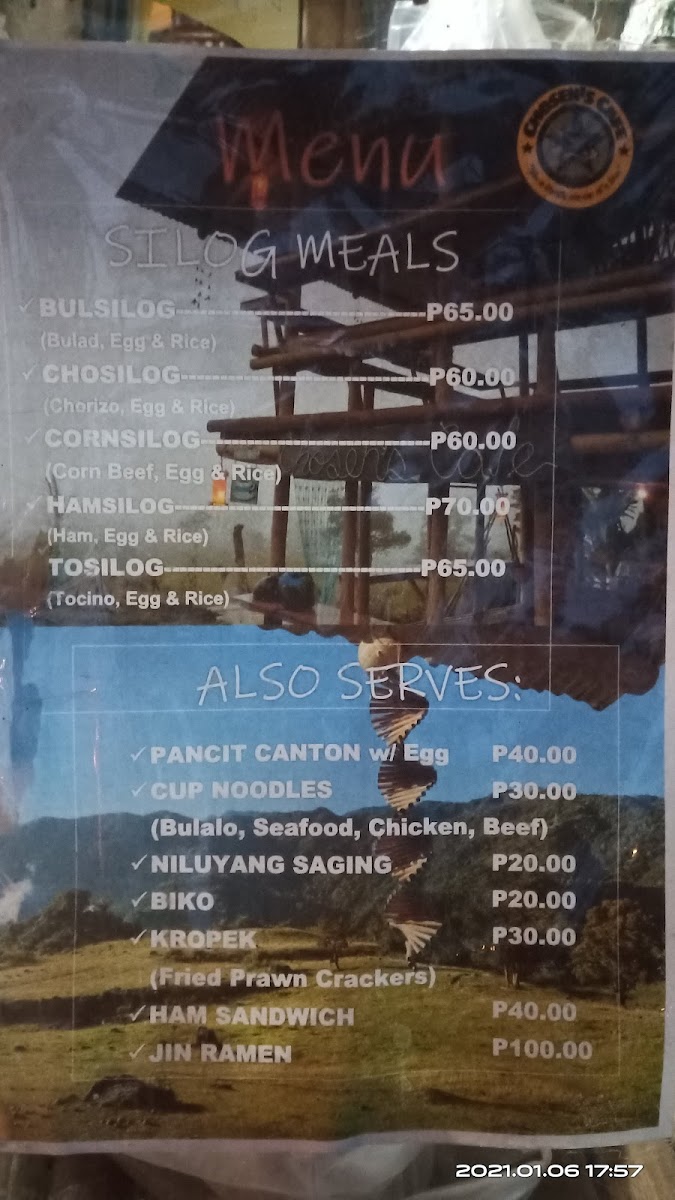 Menu
CHOSEN'S CAFE
SILOG MEALS
✓ BULSILOG--------------------P65.00
(Bulad, Egg & Rice)
✓ CHOSILOG--------------------P60.00
(Chorizo, Egg & Rice)
✓ CORNSILOG------------------P60.00
(Corn Beef, Egg & Rice)
✓ HAMSILOG--------------------P70.00
(Ham, Egg & Rice)
TOSILOG---------------------P65.00
(Tocino, Egg & Rice)
ALSO SERVES:
✓ PANCIT CANTON w/ Egg P40.00
✓ CUP NOODLES P30.00
(Bulalo, Seafood, Chicken, Beef)
✓ NILUYANG SAGING P20.00
✓ BIKO P20.00
✓ KROPEK P30.00
(Fried Prawn Crackers)
✓ HAM SANDWICH P40.00
✓ JIN RAMEN P100.00
2021.01.06 17:57